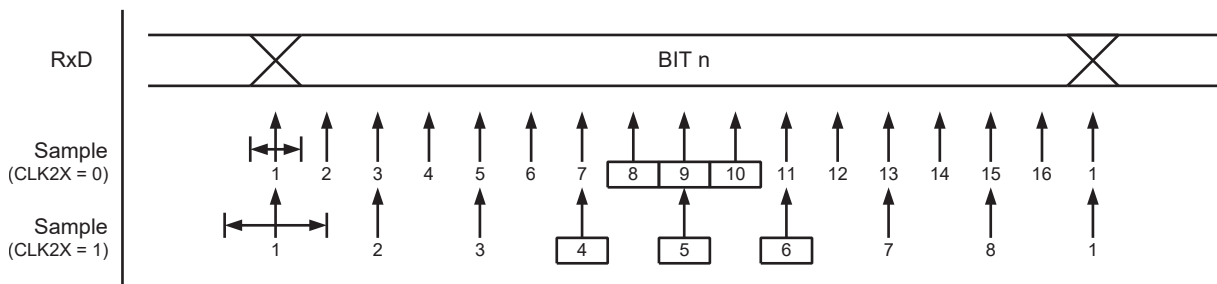 RxD BIT n
Sample
(CLK2X = 0) 1 2 3 4 5 6 7 8 9 10 11 12 13 14 15 16 1
Sample
(CLK2X = 1) 1 2 3 4 5 6 7 8 1